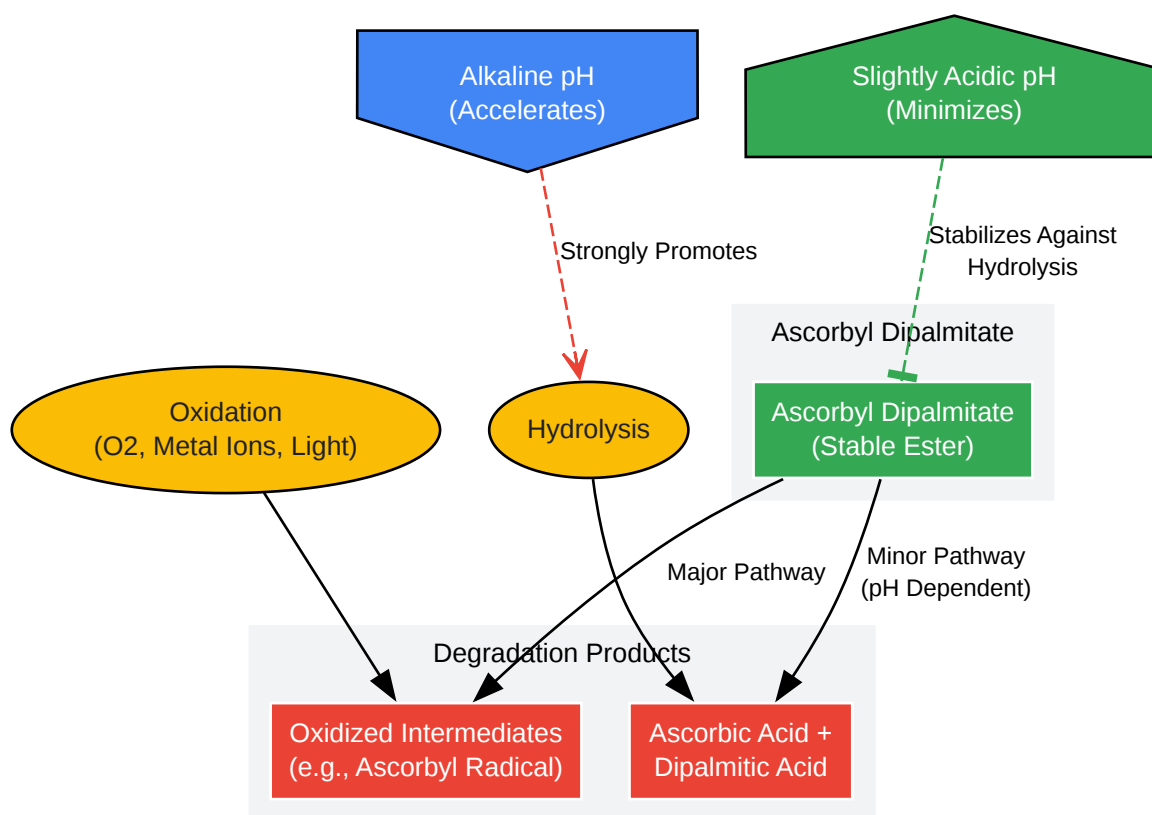 Alkaline pH
(Accelerates)
Slightly Acidic pH
(Minimizes)
Strongly Promotes
Stabilizes Against
Hydrolysis
Ascorbyl Dipalmitate
Oxidation
(O2, Metal Ions, Light)
Hydrolysis
Ascorbyl Dipalmitate
(Stable Ester)
Major Pathway
Minor Pathway
(pH Dependent)
Degradation Products
Oxidized Intermediates
(e.g., Ascorbyl Radical)
Ascorbic Acid +
Dipalmitic Acid